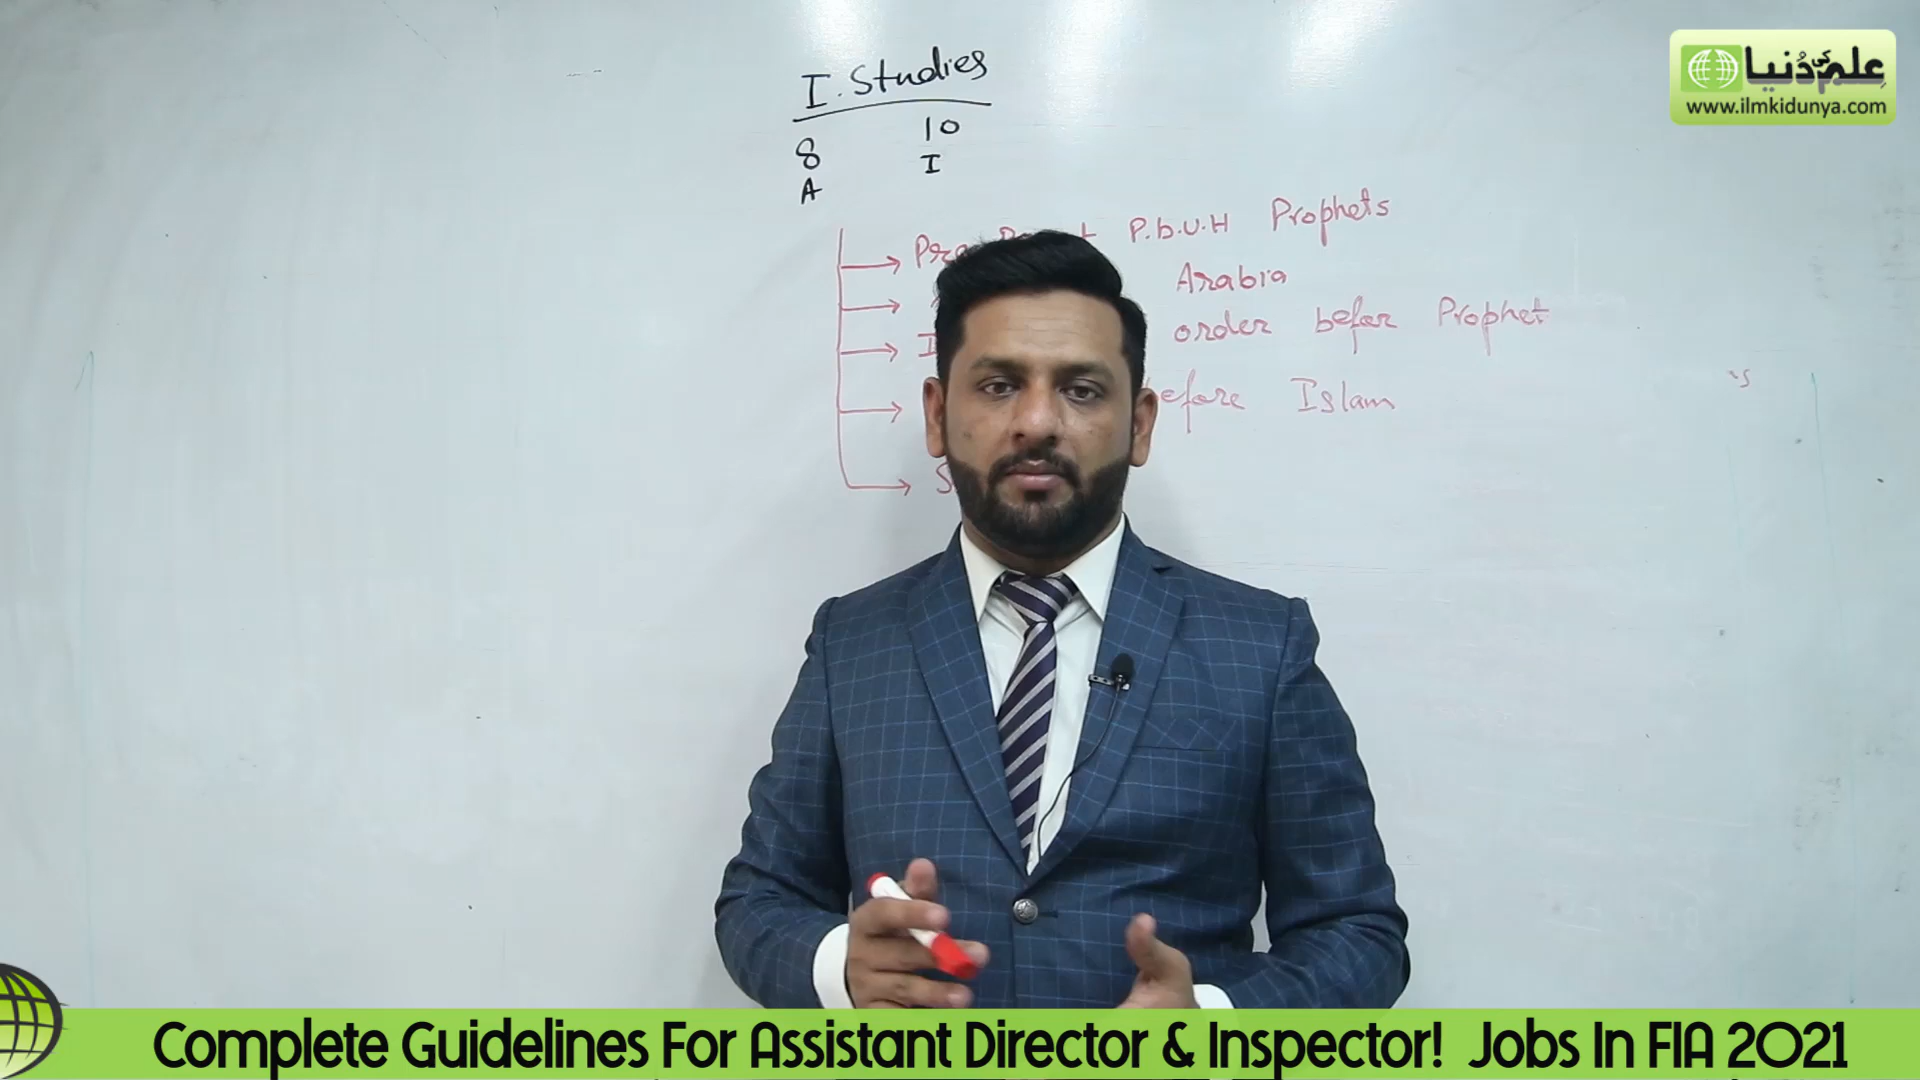 I. Studies
8 10
A I
P.b.U.H Prophets
Arabia
order befor Prophet
efore Islam
علم کی دُنیا
www.ilmkidunya.com
Complete Guidelines For Assistant Director & Inspector! Jobs In FIA 2021